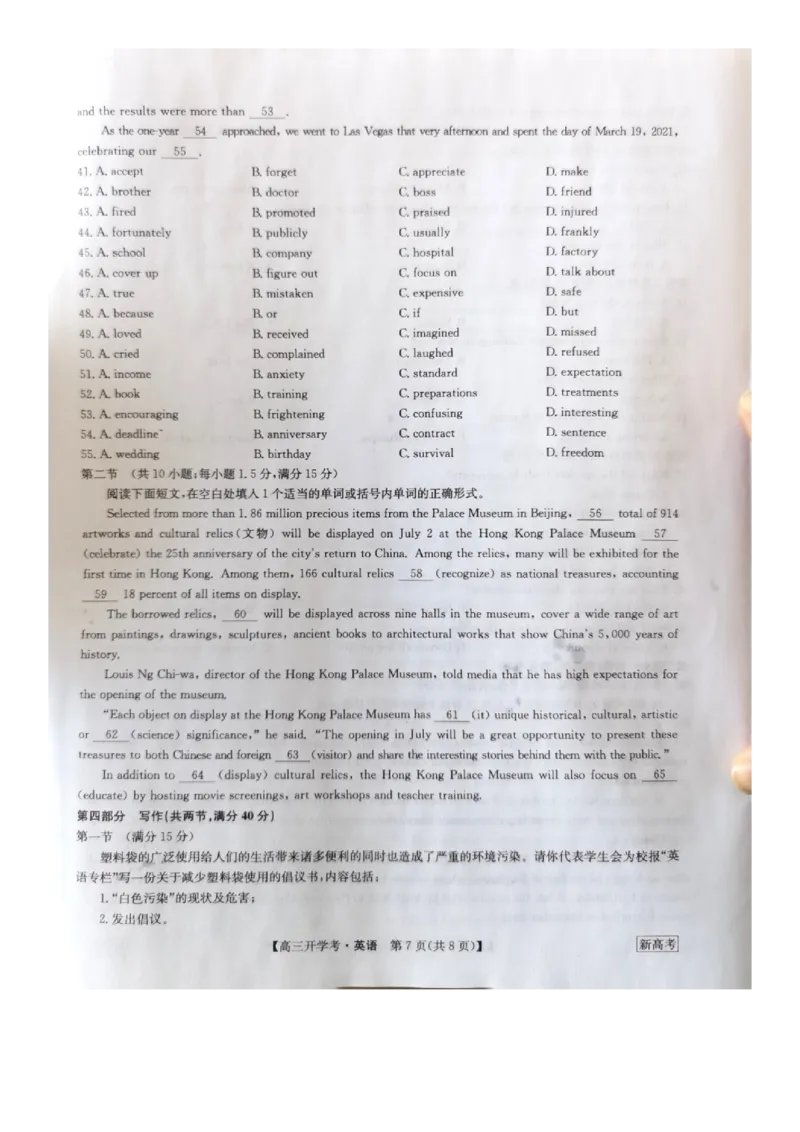 and the results were more than 53 .
As the one-year 54 approached, we went to Las Vegas that very afternoon and spent the day of March 19, 2021,
celebrating our 55 .
41. A. accept B. forget C. appreciate D. make
42. A. brother B. doctor C. boss D. friend
43. A. fired B. promoted C. praised D. injured
44. A. fortunately B. publicly C. usually D. frankly
45. A. school B. company C. hospital D. factory
46. A. cover up B. figure out C. focus on D. talk about
47. A. true B. mistaken C. expensive D. safe
48. A. because B. or C. if D. but
49. A. loved B. received C. imagined D. missed
50. A. cried B. complained C. laughed D. refused
51. A. income B. anxiety C. standard D. expectation
52. A. book B. training C. preparations D. treatments
53. A. encouraging B. frightening C. confusing D. interesting
54. A. deadline B. anniversary C. contract D. sentence
55. A. wedding B. birthday C. survival D. freedom
第二节 (共10小题;每小题1.5分,满分15分)
阅读下面短文,在空白处填入1个适当的单词或括号内单词的正确形式。
Selected from more than 1.86 million precious items from the Palace Museum in Beijing, 56 total of 914
artworks and cultural relics(文物) will be displayed on July 2 at the Hong Kong Palace Museum 57
(celebrate) the 25th anniversary of the city's return to China. Among the relics, many will be exhibited for the
first time in Hong Kong. Among them, 166 cultural relics 58 (recognize) as national treasures, accounting
59 18 percent of all items on display.
The borrowed relics, 60 will be displayed across nine halls in the museum, cover a wide range of art
from paintings, drawings, sculptures, ancient books to architectural works that show China's 5,000 years of
history.
Louis Ng Chi-wa, director of the Hong Kong Palace Museum, told media that he has high expectations for
the opening of the museum.
"Each object on display at the Hong Kong Palace Museum has 61 (it) unique historical, cultural, artistic
or 62 (science) significance," he said. "The opening in July will be a great opportunity to present these
treasures to both Chinese and foreign 63 (visitor) and share the interesting stories behind them with the public."
In addition to 64 (display) cultural relics, the Hong Kong Palace Museum will also focus on 65
(educate) by hosting movie screenings, art workshops and teacher training.
第四部分 写作(共两节,满分40分)
第一节 (满分15分)
塑料袋的广泛使用给人们的生活带来诸多便利的同时也造成了严重的环境污染。请你代表学生会为校报“英
语专栏”写一份关于减少塑料袋使用的倡议书,内容包括:
1.“白色污染”的现状及危害;
2.发出倡议。
【高三开学考·英语 第7页(共8页)】 新高考